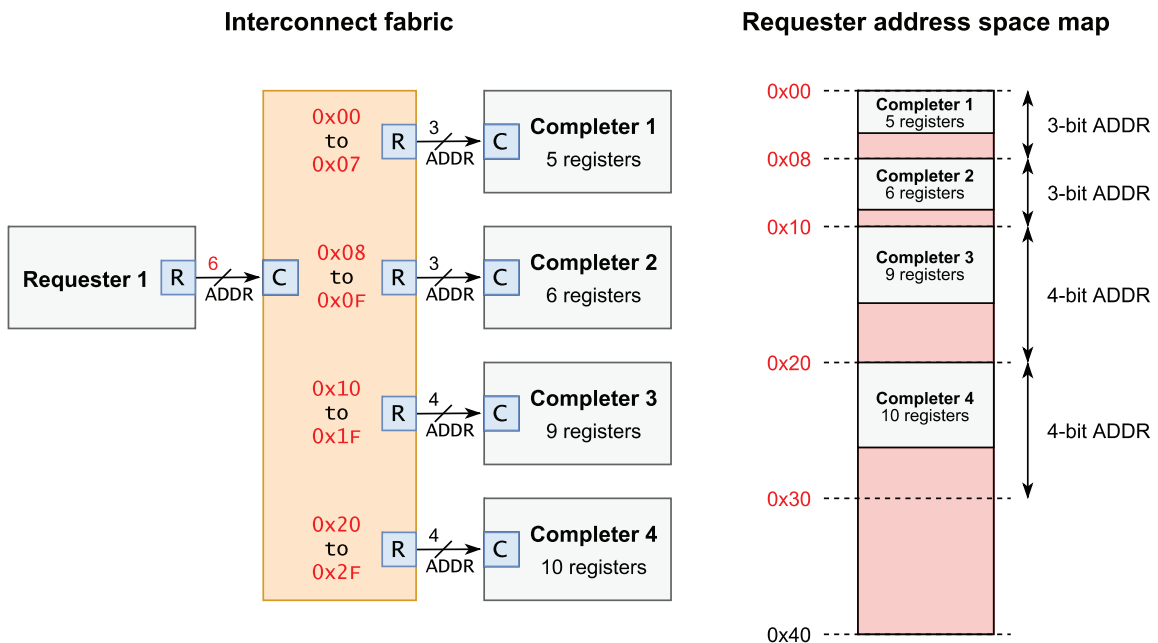 Interconnect fabric
Requester 1
R
6
ADDR
C
0x00
to
0x07
R
3
ADDR
C
Completer 1
5 registers
0x08
to
0x0F
R
3
ADDR
C
Completer 2
6 registers
0x10
to
0x1F
R
4
ADDR
C
Completer 3
9 registers
0x20
to
0x2F
R
4
ADDR
C
Completer 4
10 registers
Requester address space map
0x00
Completer 1
5 registers
3-bit ADDR
0x08
Completer 2
6 registers
3-bit ADDR
0x10
Completer 3
9 registers
4-bit ADDR
0x20
Completer 4
10 registers
4-bit ADDR
0x30
0x40